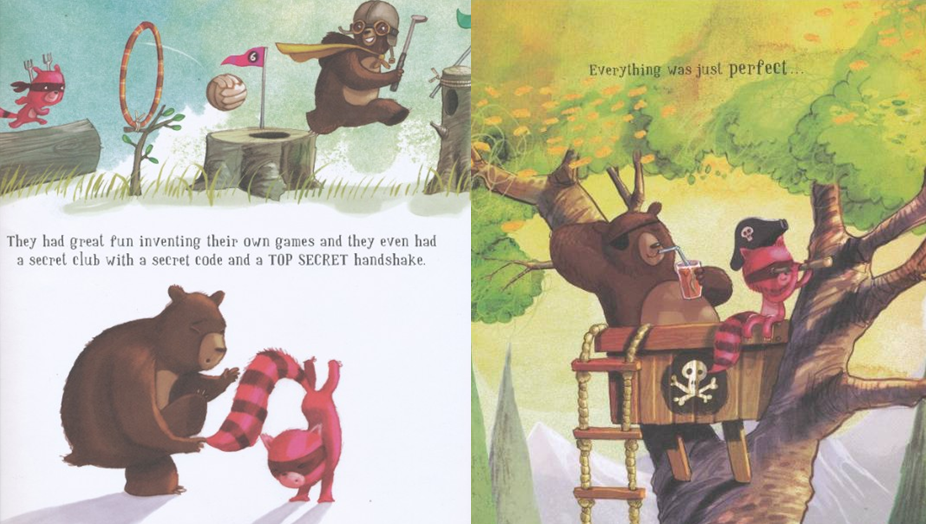 6
They had great fun inventing their own games and they even had
a secret club with a secret code and a TOP SECRET handshake.
Everything was just perfect...